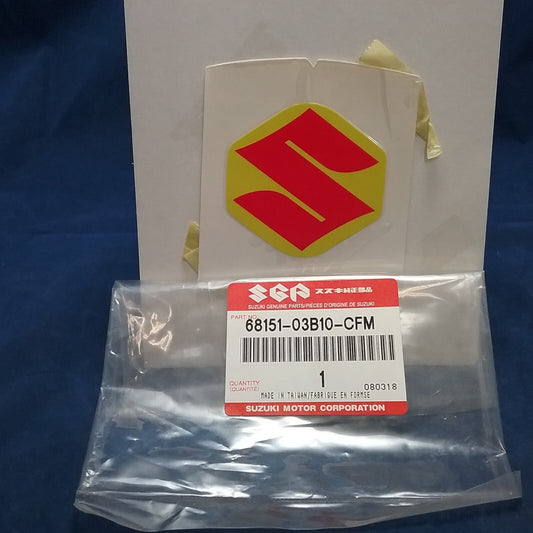 SGP スズキ純正部品
SUZUKI GENUINE PARTS/PIÈCES D'ORIGINE DE SUZUKI
PART NO.
68151-03B10-CFM
QUANTITY
(QUANTITÉ)
1
080318
MADE IN TAIWAN/FABRIQUE EN FORMSE
SUZUKI MOTOR CORPORATION